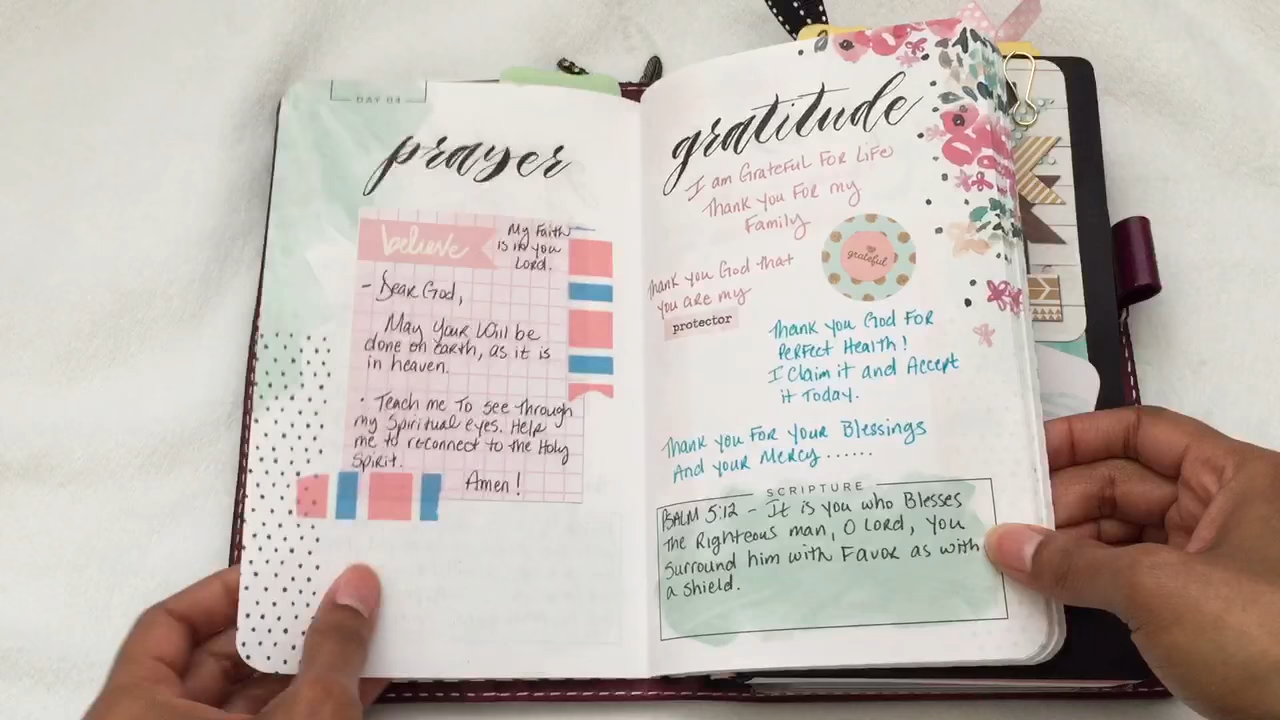 DAY 04
prayer
believe
My Faith
is in you
Lord.
- Dear God,
May Your Will be
done on earth, as it is
in heaven.
· Teach me To see Through
my Spiritual eyes. Help
me to reconnect to the Holy
Spirit.
Amen!
gratitude
I am Grateful For Life
Thank You For my
Family
grateful
Thank you God that
you are my
protector
Thank you God For
Perfect Health!
I Claim it and Accept
it Today.
Thank you For Your Blessings
And your Mercy ......
SCRIPTURE
PSALM 5:12 - It is you who Blesses
The Righteous man, O Lord, you
Surround him with Favor as with
a Shield.